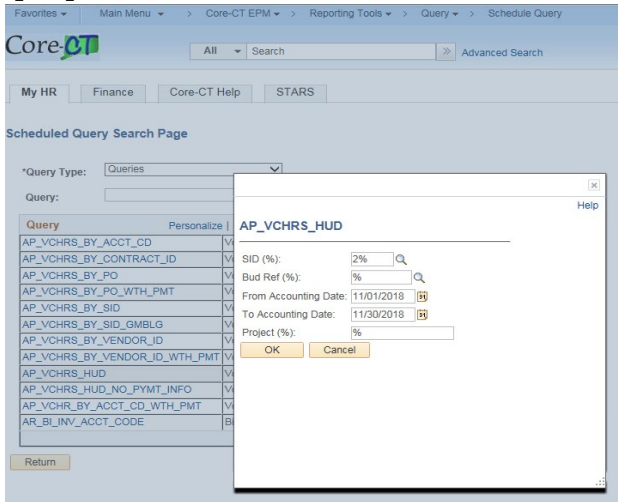 Favorites Main Menu > Core-CT EPM > Reporting Tools > Query > Schedule Query
Core-CT
All Search » Advanced Search
My HR Finance Core-CT Help STARS
Scheduled Query Search Page
*Query Type: Queries
Query:
Query Personalize |
AP_VCHRS_BY_ACCT_CD
AP_VCHRS_BY_CONTRACT_ID
AP_VCHRS_BY_PO
AP_VCHRS_BY_PO_WTH_PMT
AP_VCHRS_BY_SID
AP_VCHRS_BY_SID_GMBLG
AP_VCHRS_BY_VENDOR_ID
AP_VCHRS_BY_VENDOR_ID_WTH_PMT
AP_VCHRS_HUD
AP_VCHRS_HUD_NO_PYMT_INFO
AP_VCHR_BY_ACCT_CD_WTH_PMT
AR_BI_INV_ACCT_CODE
Return
Help
AP_VCHRS_HUD
SID (%): 2%
Bud Ref (%): %
From Accounting Date: 11/01/2018
To Accounting Date: 11/30/2018
Project (%): %
OK Cancel